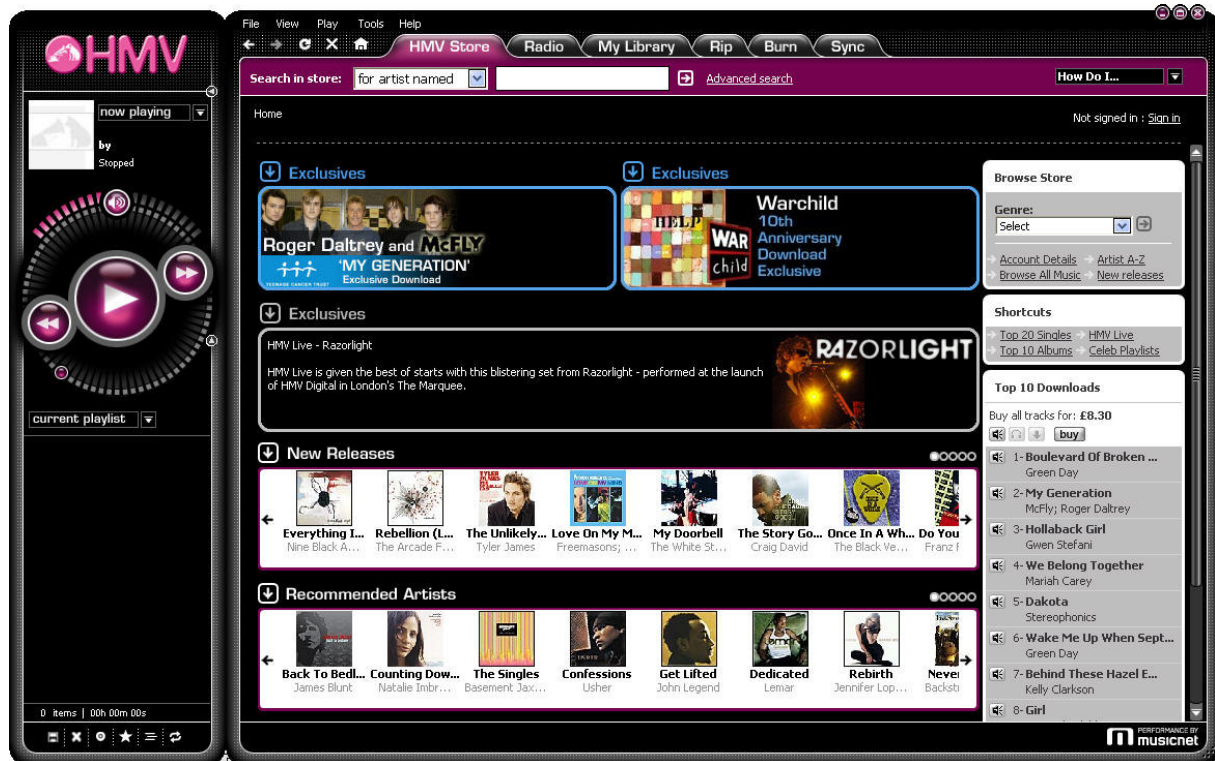 HMV
now playing
by
Stopped
current playlist
0 items | 00h 00m 00s
File View Play Tools Help
HMV Store Radio My Library Rip Burn Sync
Search in store: for artist named Advanced search How Do I...
Home
Not signed in : Sign in
Exclusives
Roger Daltrey and McFLY
'MY GENERATION'
Exclusive Download
TEENAGE CANCER TRUST
Exclusives
HELP
WAR
child
Warchild
10th
Anniversary
Download
Exclusive
Exclusives
HMV Live - Razorlight
HMV Live is given the best of starts with this blistering set from Razorlight - performed at the launch
of HMV Digital in London's The Marquee.
RAZORLIGHT
New Releases
Everything I... Rebellion (L... The Unlikely... Love On My M... My Doorbell The Story Go... Once In A Wh... Do You
Nine Black A... The Arcade F... Tyler James Freemasons; ... The White St... Craig David The Black Ve... Franz F
Recommended Artists
Back To Bedl... Counting Dow... The Singles Confessions Get Lifted Dedicated Rebirth Never
James Blunt Natalie Imbr... Basement Jax... Usher John Legend Lemar Jennifer Lop... Backst
Browse Store
Genre:
Select
Account Details Artist A-Z
Browse All Music New releases
Shortcuts
Top 20 Singles HMV Live
Top 10 Albums Celeb Playlists
Top 10 Downloads
Buy all tracks for: £8.30
buy
1- Boulevard Of Broken ...
Green Day
2- My Generation
McFly; Roger Daltrey
3- Hollaback Girl
Gwen Stefani
4- We Belong Together
Mariah Carey
5- Dakota
Stereophonics
6- Wake Me Up When Sept...
Green Day
7- Behind These Hazel E...
Kelly Clarkson
8- Girl
PERFORMANCE BY
musicnet